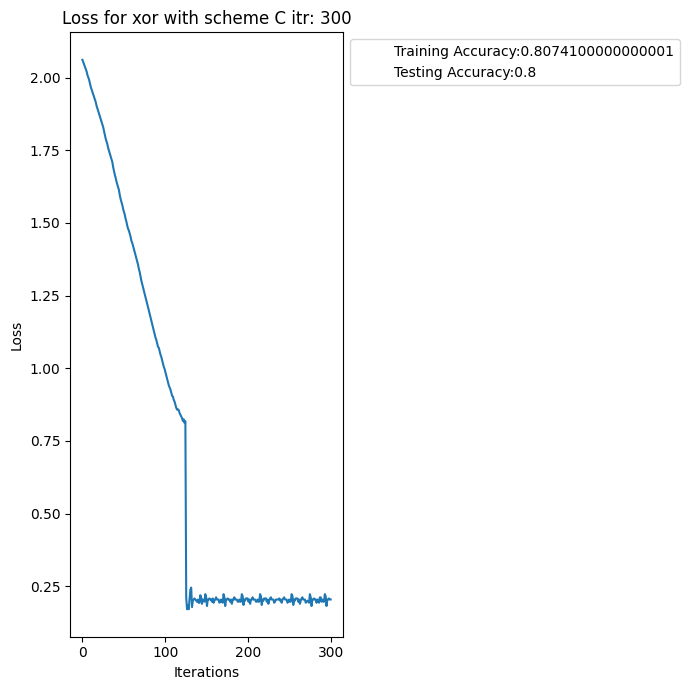 Loss for xor with scheme C itr: 300
Training Accuracy:0.8074100000000001
Testing Accuracy:0.8
2.00
1.75
1.50
1.25
1.00
0.75
0.50
0.25
Loss
0
100
200
300
Iterations